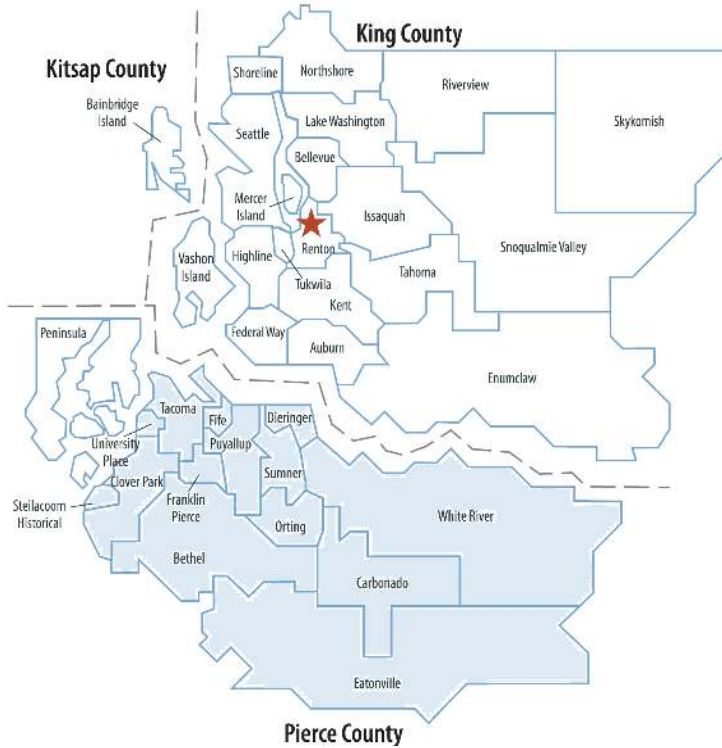 King County
Kitsap County
Shoreline
Northshore
Riverview
Skykomish
Bainbridge
Island
Seattle
Lake Washington
Bellevue
Mercer
Island
Issaquah
Renton
Snoqualmie Valley
Vashon
Island
Highline
Tahoma
Tukwila
Kent
Peninsula
Federal Way
Auburn
Enumclaw
Tacoma
Fife
Dieringer
University
Place
Puyallup
Sumner
Clover Park
Steilacoom
Historical
Franklin
Pierce
Orting
White River
Bethel
Carbonado
Eatonville
Pierce County